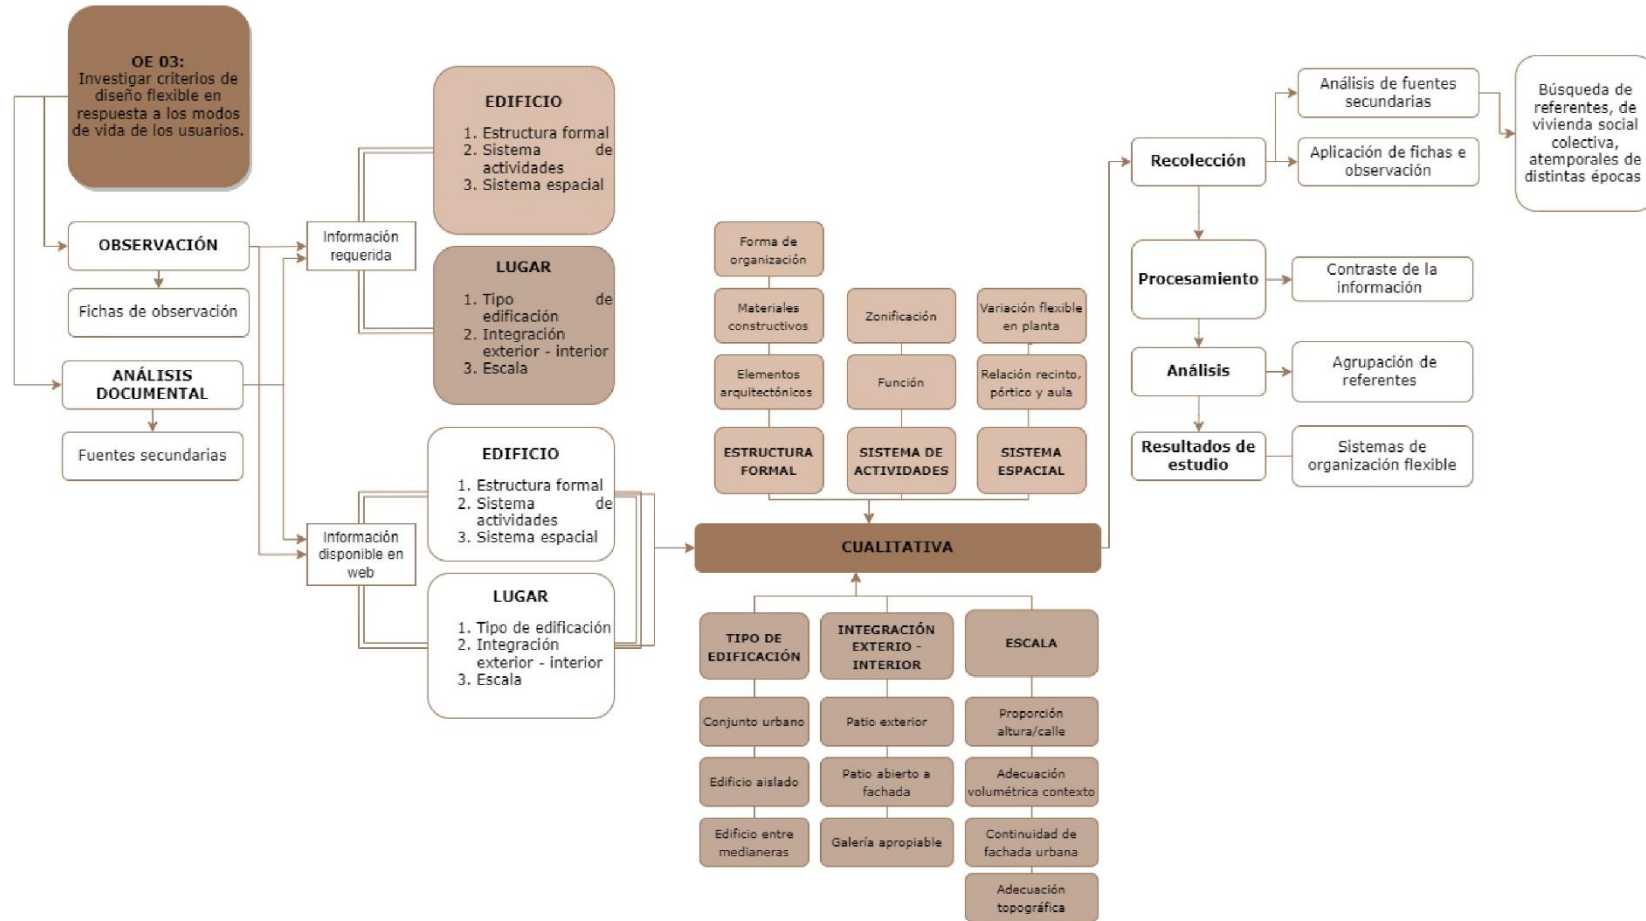 OE 03:
Investigar criterios de
diseño flexible en
respuesta a los modos
de vida de los usuarios.
OBSERVACIÓN
Fichas de observación
ANÁLISIS
DOCUMENTAL
Fuentes secundarias
Información
requerida
Información
disponible en
web
EDIFICIO
1. Estructura formal
2. Sistema de
actividades
3. Sistema espacial
LUGAR
1. Tipo de
edificación
2. Integración
exterior - interior
3. Escala
EDIFICIO
1. Estructura formal
2. Sistema de
actividades
3. Sistema espacial
LUGAR
1. Tipo de edificación
2. Integración
exterior - interior
3. Escala
Forma de
organización
Materiales
constructivos
Elementos
arquitectónicos
ESTRUCTURA
FORMAL
Zonificación
Función
SISTEMA DE
ACTIVIDADES
Variación flexible
en planta
Relación recinto,
pórtico y aula
SISTEMA
ESPACIAL
CUALITATIVA
TIPO DE
EDIFICACIÓN
Conjunto urbano
Edificio aislado
Edificio entre
medianeras
INTEGRACIÓN
EXTERIO -
INTERIOR
Patio exterior
Patio abierto a
fachada
Galería apropiable
ESCALA
Proporción
altura/calle
Adecuación
volumétrica contexto
Continuidad de
fachada urbana
Adecuación
topográfica
Recolección
Análisis de fuentes
secundarias
Aplicación de fichas e
observación
Búsqueda de
referentes, de
vivienda social
colectiva,
atemporales de
distintas épocas
Procesamiento
Contraste de la
información
Análisis
Agrupación de
referentes
Resultados de
estudio
Sistemas de
organización flexible